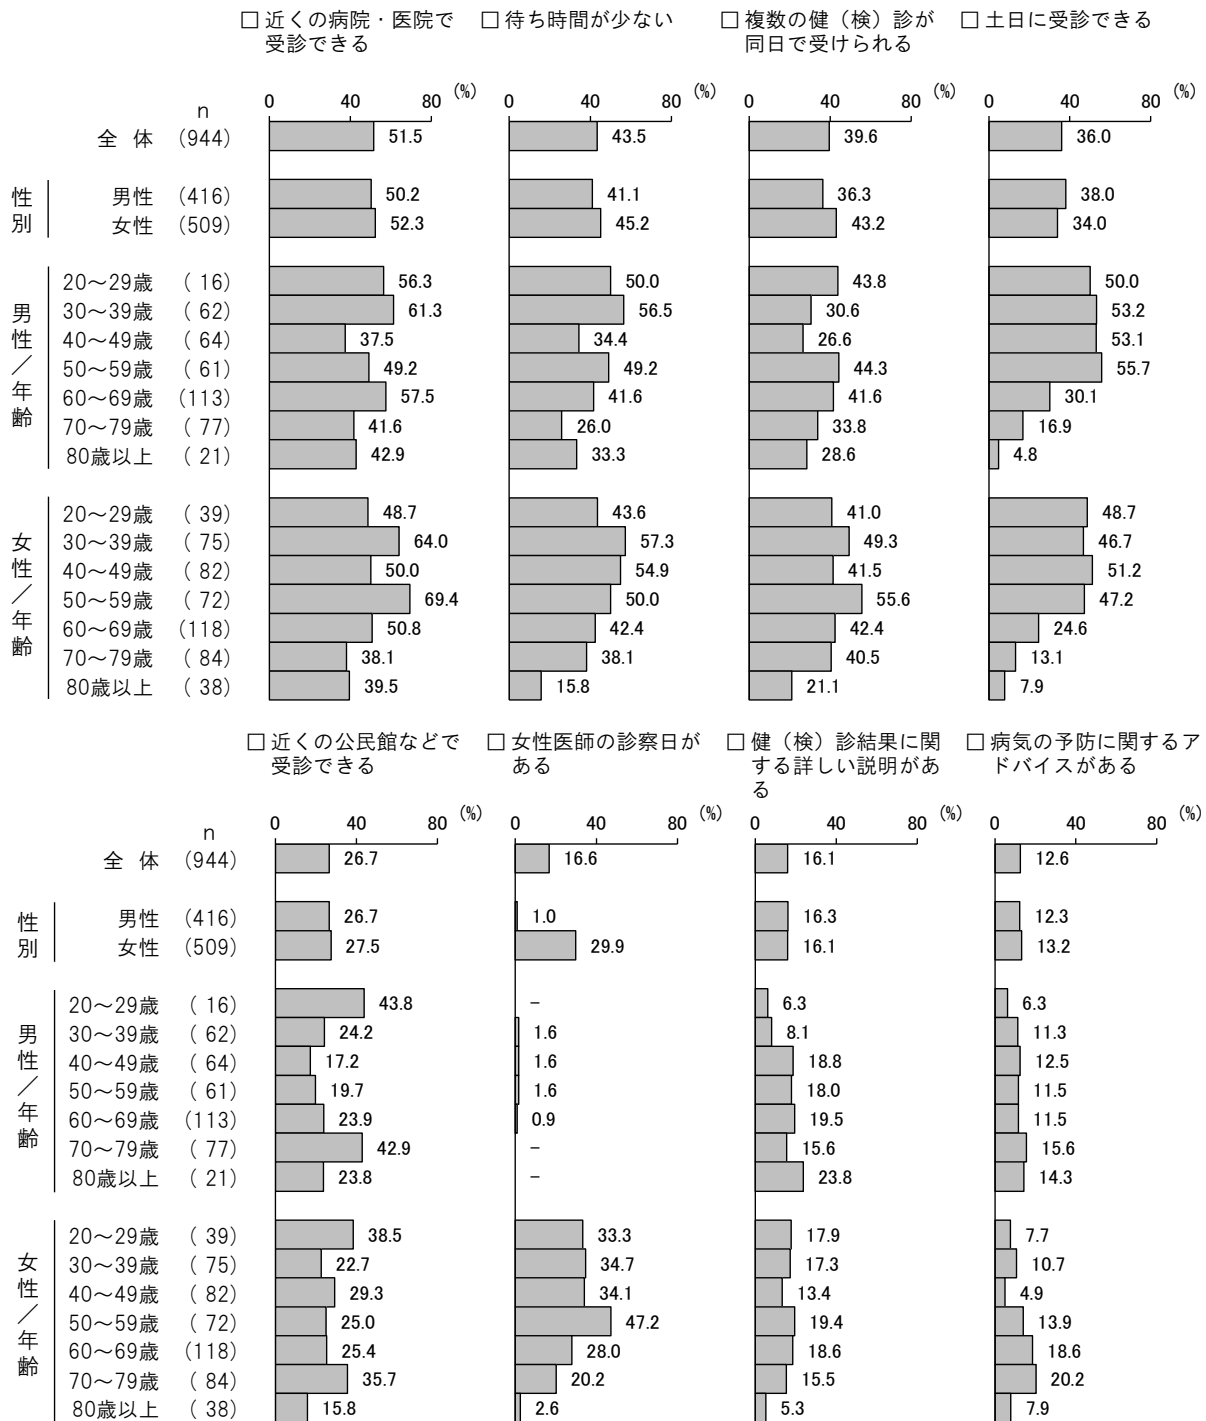 □ 近くの病院・医院で □ 待ち時間が少ない □ 複数の健（検）診が □ 土日に受診できる
受診できる 同日で受けられる
0 40 80 (%) 0 40 80 (%) 0 40 80 (%) 0 40 80 (%)
n
全 体 (944) 51.5 43.5 39.6 36.0
性別
男性 (416) 50.2 41.1 36.3 38.0
女性 (509) 52.3 45.2 43.2 34.0
男性／年齢
20～29歳 ( 16) 56.3 50.0 43.8 50.0
30～39歳 ( 62) 61.3 56.5 30.6 53.2
40～49歳 ( 64) 37.5 34.4 26.6 53.1
50～59歳 ( 61) 49.2 49.2 44.3 55.7
60～69歳 (113) 57.5 41.6 41.6 30.1
70～79歳 ( 77) 41.6 26.0 33.8 16.9
80歳以上 ( 21) 42.9 33.3 28.6 4.8
女性／年齢
20～29歳 ( 39) 48.7 43.6 41.0 48.7
30～39歳 ( 75) 64.0 57.3 49.3 46.7
40～49歳 ( 82) 50.0 54.9 41.5 51.2
50～59歳 ( 72) 69.4 50.0 55.6 47.2
60～69歳 (118) 50.8 42.4 42.4 24.6
70～79歳 ( 84) 38.1 38.1 40.5 13.1
80歳以上 ( 38) 39.5 15.8 21.1 7.9
□ 近くの公民館などで □ 女性医師の診察日が □ 健（検）診結果に関 □ 病気の予防に関するア
受診できる ある する詳しい説明があ ドバイスがある
る
0 40 80 (%) 0 40 80 (%) 0 40 80 (%) 0 40 80 (%)
n
全 体 (944) 26.7 16.6 16.1 12.6
性別
男性 (416) 26.7 1.0 16.3 12.3
女性 (509) 27.5 29.9 16.1 13.2
男性／年齢
20～29歳 ( 16) 43.8 – 6.3 6.3
30～39歳 ( 62) 24.2 1.6 8.1 11.3
40～49歳 ( 64) 17.2 1.6 18.8 12.5
50～59歳 ( 61) 19.7 1.6 18.0 11.5
60～69歳 (113) 23.9 0.9 19.5 11.5
70～79歳 ( 77) 42.9 – 15.6 15.6
80歳以上 ( 21) 23.8 – 23.8 14.3
女性／年齢
20～29歳 ( 39) 38.5 33.3 17.9 7.7
30～39歳 ( 75) 22.7 34.7 17.3 10.7
40～49歳 ( 82) 29.3 34.1 13.4 4.9
50～59歳 ( 72) 25.0 47.2 19.4 13.9
60～69歳 (118) 25.4 28.0 18.6 18.6
70～79歳 ( 84) 35.7 20.2 15.5 20.2
80歳以上 ( 38) 15.8 2.6 5.3 7.9